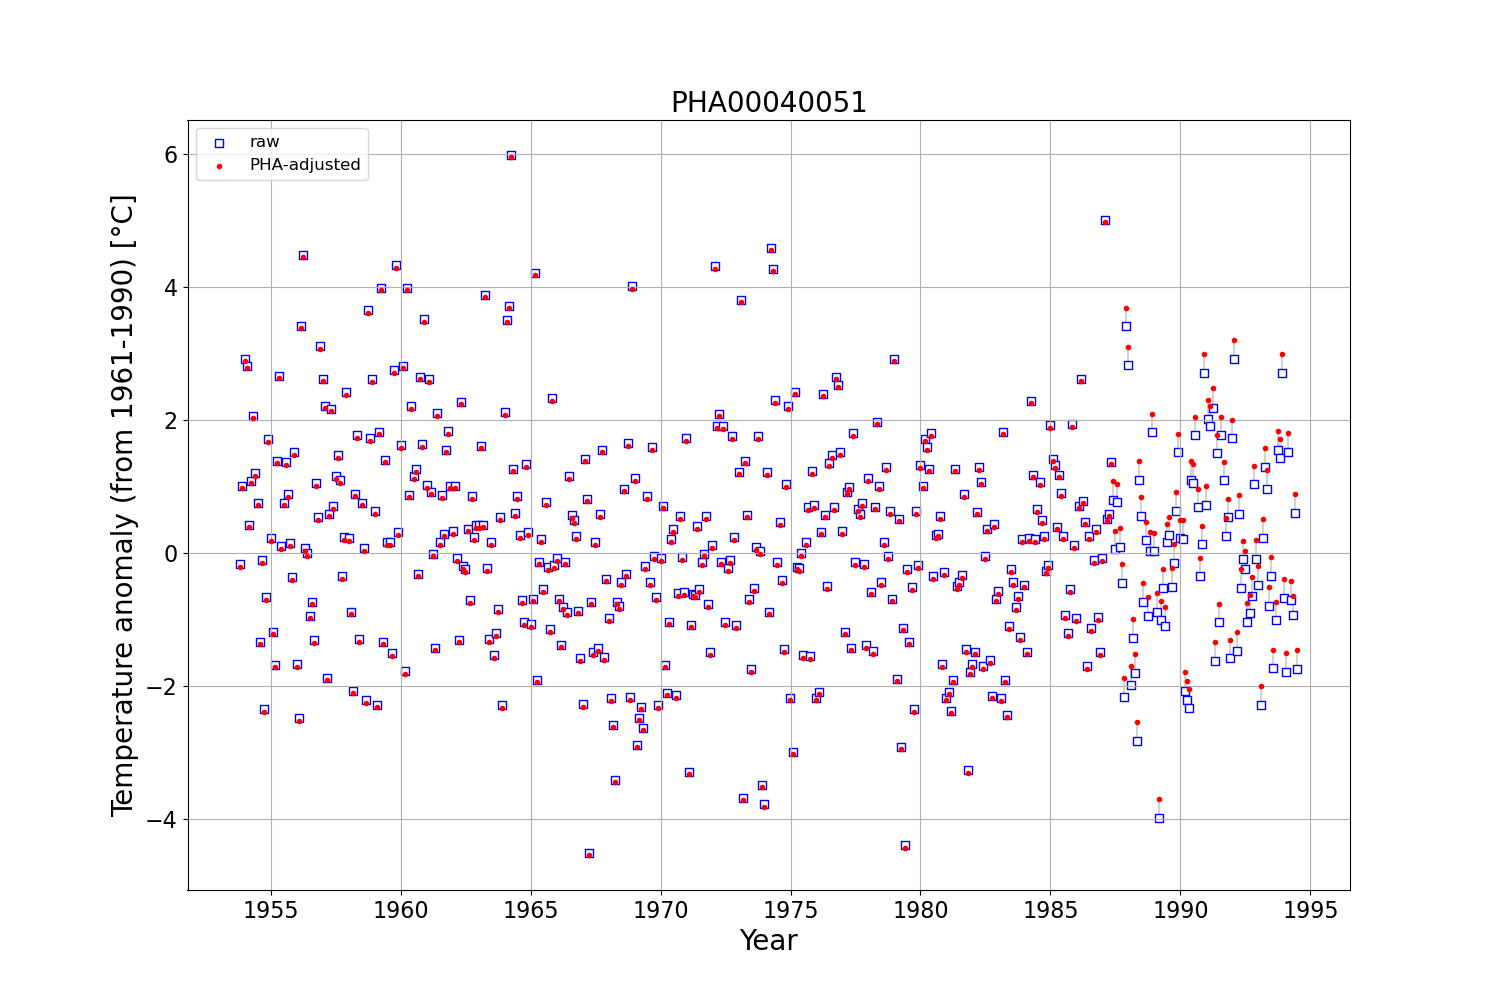 PHA00040051
raw
PHA-adjusted
Temperature anomaly (from 1961-1990) [°C]
6
4
2
0
−2
−4
1955 1960 1965 1970 1975 1980 1985 1990 1995
Year